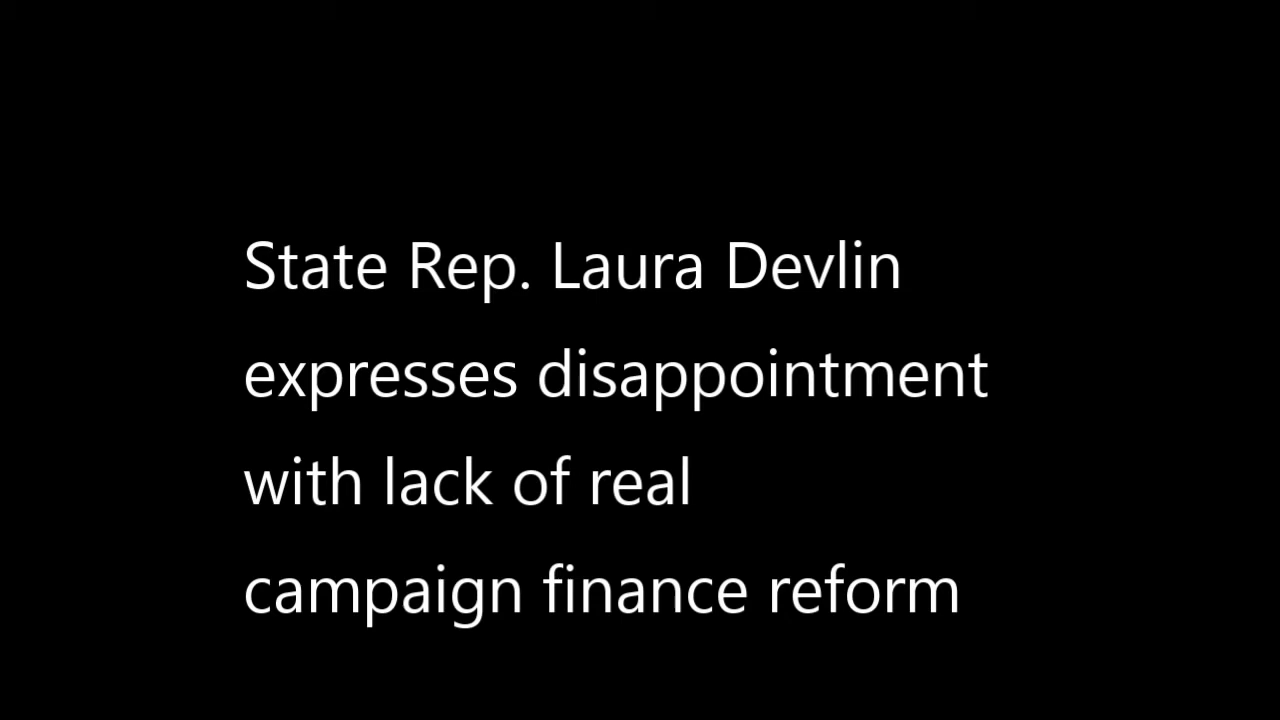 State Rep. Laura Devlin
expresses disappointment
with lack of real
campaign finance reform